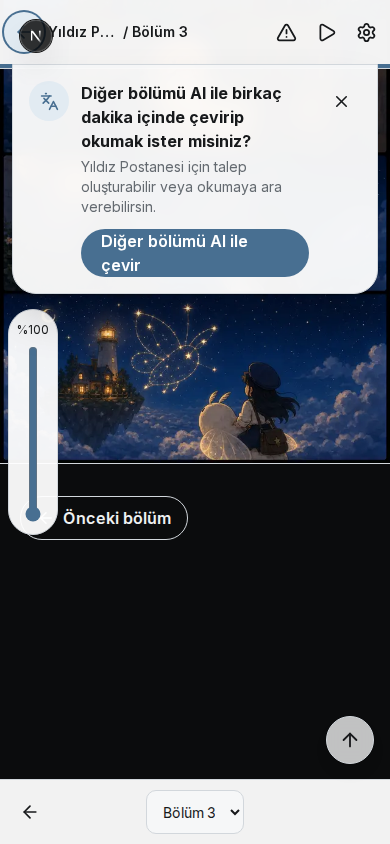 N
Yıldız P... / Bölüm 3
Diğer bölümü AI ile birkaç
dakika içinde çevirip
okumak ister misiniz?
Yıldız Postanesi için talep
oluşturabilir veya okumaya ara
verebilirsin.
Diğer bölümü AI ile
çevir
%100
Önceki bölüm
Bölüm 3